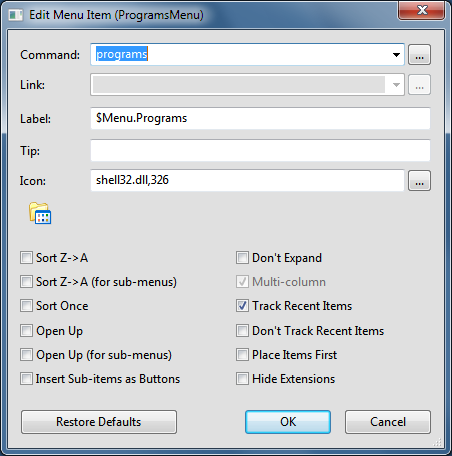 Edit Menu Item (ProgramsMenu)
Command: programs ...
Link: ...
Label: $Menu.Programs
Tip:
Icon: shell32.dll,326 ...
Sort Z->A Don't Expand
Sort Z->A (for sub-menus) Multi-column
Sort Once Track Recent Items
Open Up Don't Track Recent Items
Open Up (for sub-menus) Place Items First
Insert Sub-items as Buttons Hide Extensions
Restore Defaults OK Cancel